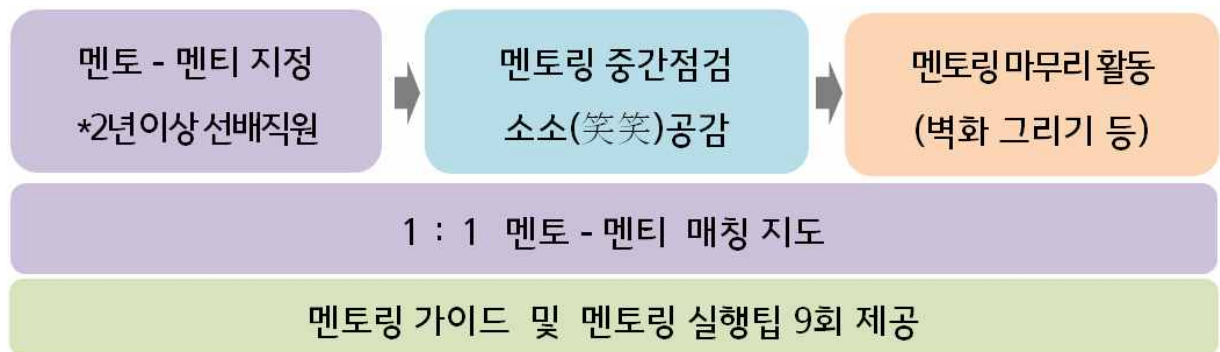 멘토 - 멘티 지정
*2년이상 선배직원
멘토링 중간점검
소소(笑笑)공감
멘토링 마무리 활동
(벽화 그리기 등)
1 : 1 멘토 - 멘티 매칭 지도
멘토링 가이드 및 멘토링 실행팁 9회 제공